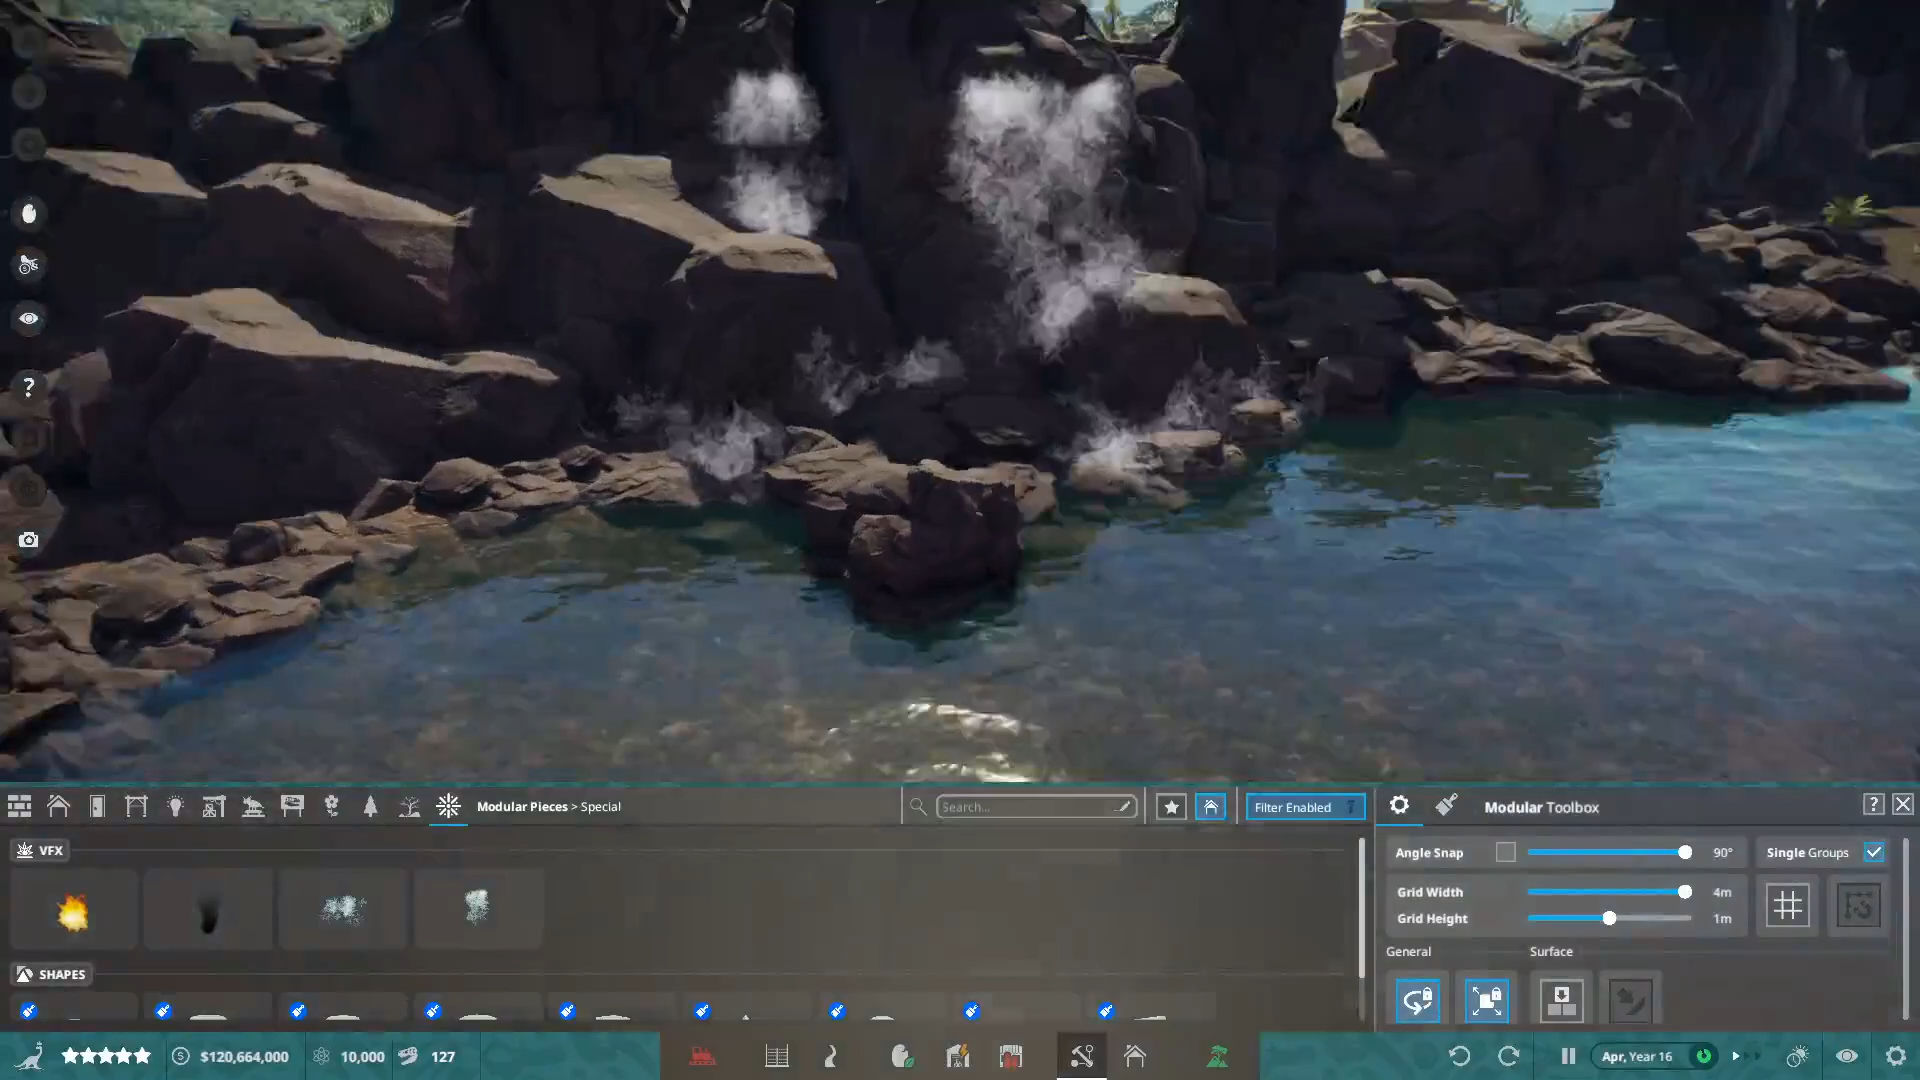 ?
Modular Pieces > Special
Search...
Filter Enabled
Modular Toolbox
?
VFX
Angle Snap
90°
Single Groups
Grid Width
4m
Grid Height
1m
General
Surface
SHAPES
$120,664,000
10,000
127
Apr, Year 16